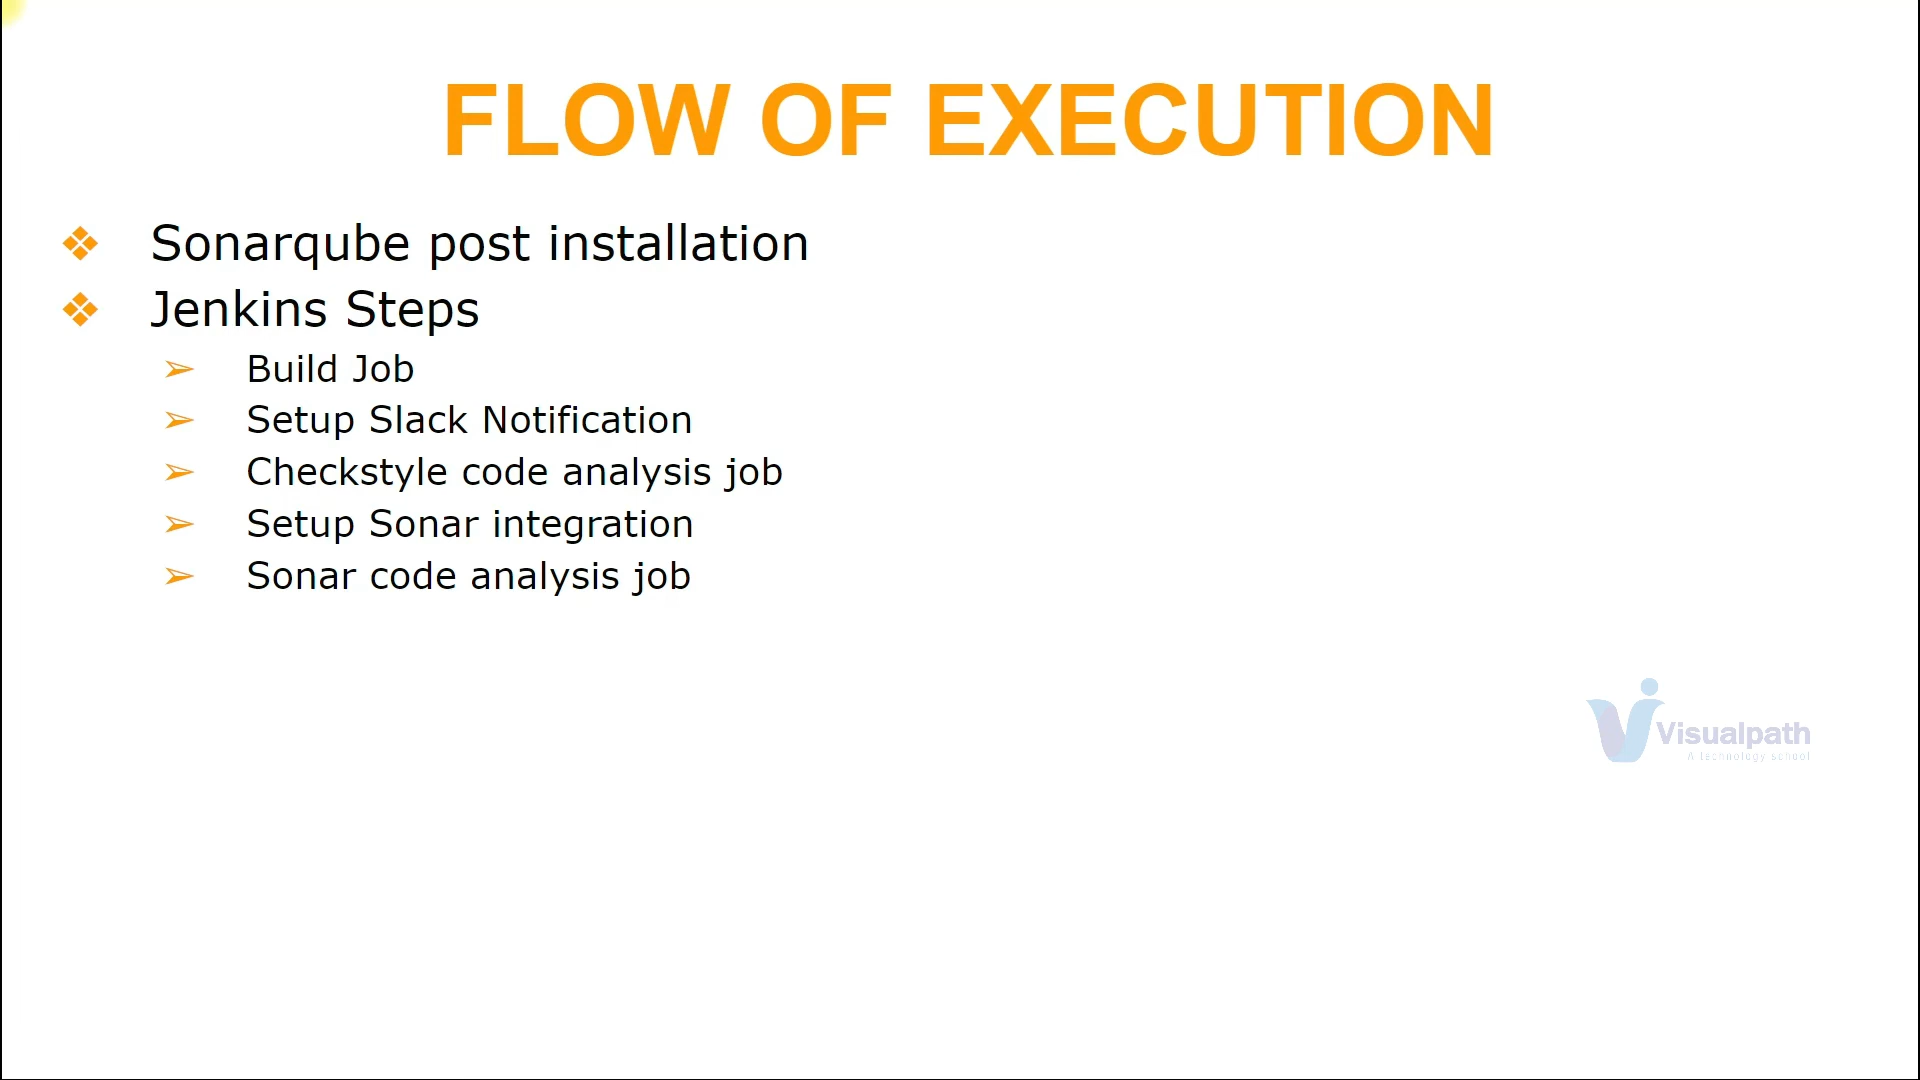 FLOW OF EXECUTION
Sonarqube post installation
Jenkins Steps
Build Job
Setup Slack Notification
Checkstyle code analysis job
Setup Sonar integration
Sonar code analysis job
Visualpath
A technology school